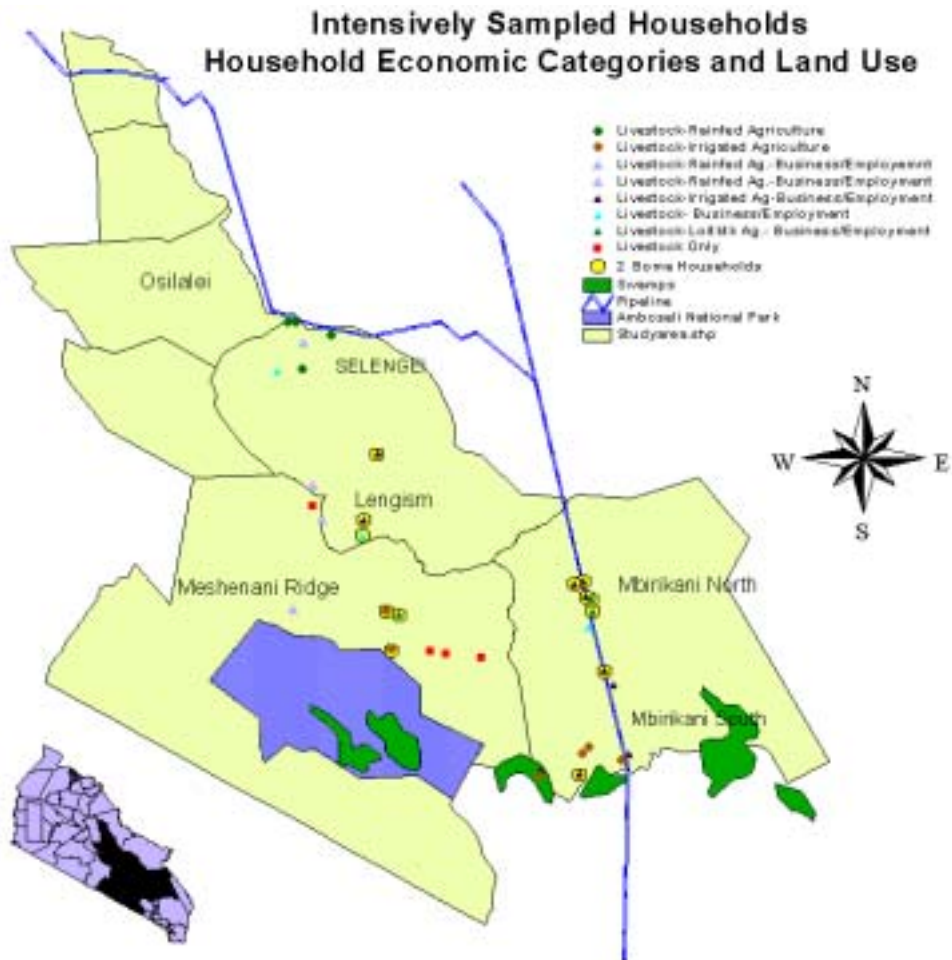 Intensively Sampled Households
Household Economic Categories and Land Use
Livestock-Rainfed Agriculture
Livestock-Irrigated Agriculture
Livestock-Rainfed Ag.-Business/Employemnt
Livestock-Rainfed Ag.-Business/Employment
Livestock-Irrigated Ag-Business/Employment
Livestock- Business/Employment
Livestock- Ag.- Business/Employment
Livestock Only
2 Boma Households
Swamps
Pipeline
Amboseli National Park
Studyarea.shp
Osilalei
SELENGEI
N
W
E
S
Lengism
Meshenani Ridge
Mbirikani North
Mbirikani South